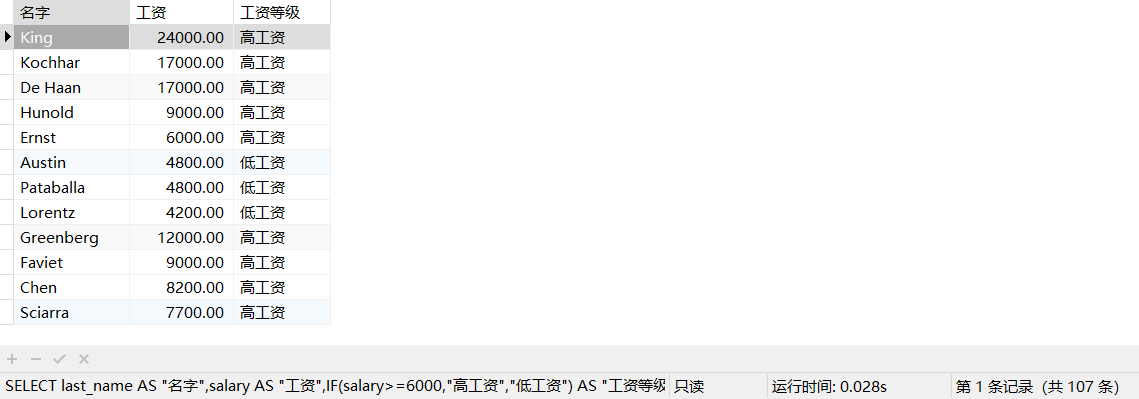 名字 工资 工资等级
King 24000.00 高工资
Kochhar 17000.00 高工资
De Haan 17000.00 高工资
Hunold 9000.00 高工资
Ernst 6000.00 高工资
Austin 4800.00 低工资
Pataballa 4800.00 低工资
Lorentz 4200.00 低工资
Greenberg 12000.00 高工资
Faviet 9000.00 高工资
Chen 8200.00 高工资
Sciarra 7700.00 高工资
SELECT last_name AS "名字",salary AS "工资",IF(salary>=6000,"高工资","低工资") AS "工资等级 只读 运行时间: 0.028s 第 1 条记录（共 107 条）